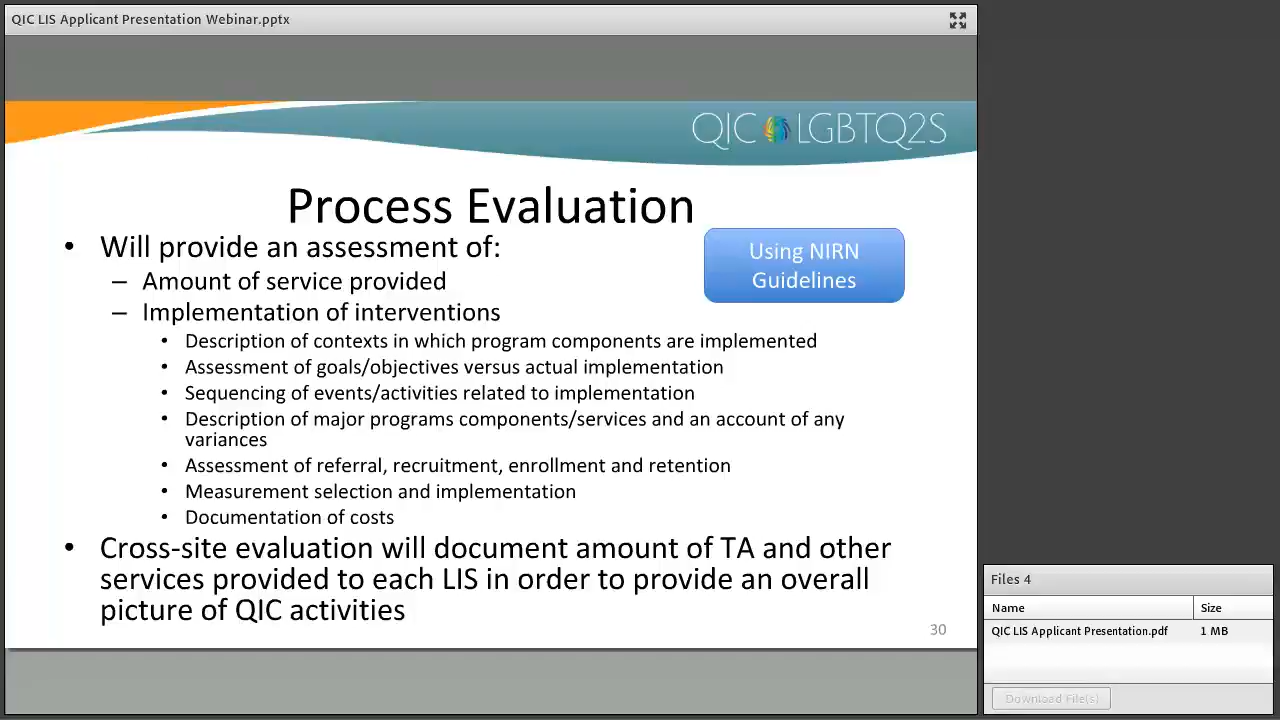 QIC LIS Applicant Presentation Webinar.pptx
QIC LGBTQ2S
Process Evaluation
• Will provide an assessment of:
Using NIRN
Guidelines
– Amount of service provided
– Implementation of interventions
• Description of contexts in which program components are implemented
• Assessment of goals/objectives versus actual implementation
• Sequencing of events/activities related to implementation
• Description of major programs components/services and an account of any
variances
• Assessment of referral, recruitment, enrollment and retention
• Measurement selection and implementation
• Documentation of costs
• Cross-site evaluation will document amount of TA and other
services provided to each LIS in order to provide an overall
picture of QIC activities
30
Files 4
Name Size
QIC LIS Applicant Presentation.pdf 1 MB
Download File(s)